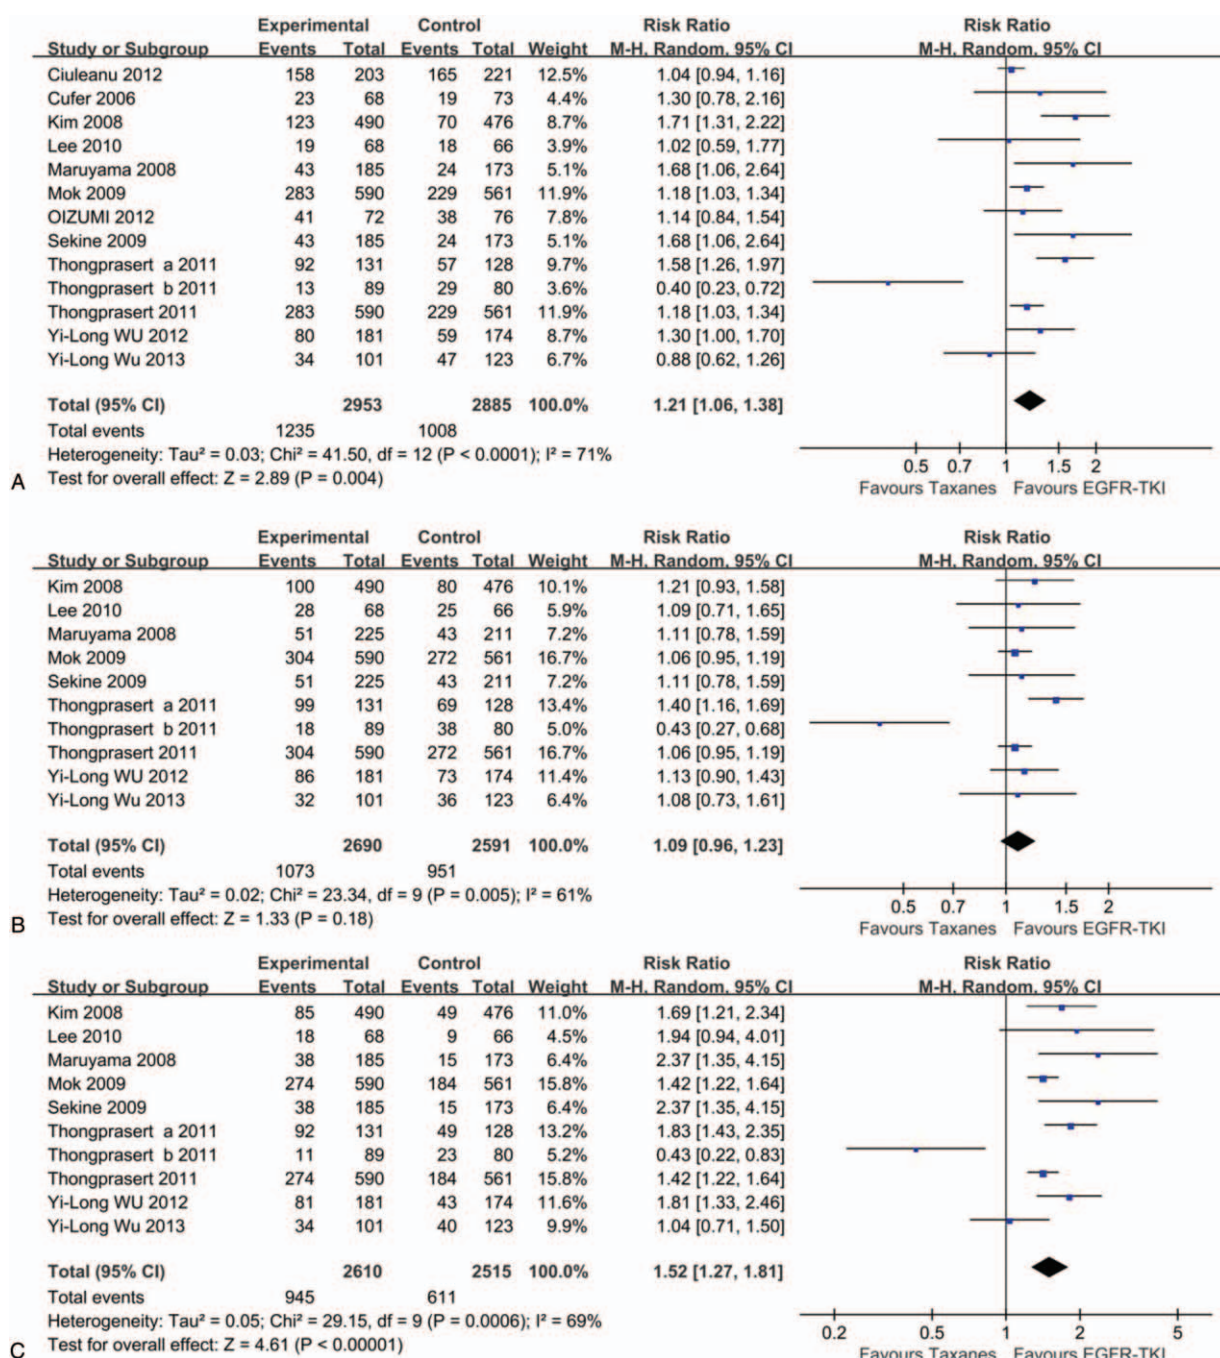 Experimental Control Risk Ratio Risk Ratio
Study or Subgroup Events Total Events Total Weight M-H, Random, 95% CI M-H, Random, 95% CI
Ciuleanu 2012 158 203 165 221 12.5% 1.04 [0.94, 1.16]
Cufer 2006 23 68 19 73 4.4% 1.30 [0.78, 2.16]
Kim 2008 123 490 70 476 8.7% 1.71 [1.31, 2.22]
Lee 2010 19 68 18 66 3.9% 1.02 [0.59, 1.77]
Maruyama 2008 43 185 24 173 5.1% 1.68 [1.06, 2.64]
Mok 2009 283 590 229 561 11.9% 1.18 [1.03, 1.34]
OIZUMI 2012 41 72 38 76 7.8% 1.14 [0.84, 1.54]
Sekine 2009 43 185 24 173 5.1% 1.68 [1.06, 2.64]
Thongprasert a 2011 92 131 57 128 9.7% 1.58 [1.26, 1.97]
Thongprasert b 2011 13 89 29 80 3.6% 0.40 [0.23, 0.72]
Thongprasert 2011 283 590 229 561 11.9% 1.18 [1.03, 1.34]
Yi-Long WU 2012 80 181 59 174 8.7% 1.30 [1.00, 1.70]
Yi-Long Wu 2013 34 101 47 123 6.7% 0.88 [0.62, 1.26]
Total (95% CI) 2953 2885 100.0% 1.21 [1.06, 1.38]
Total events 1235 1008
Heterogeneity: Tau² = 0.03; Chi² = 41.50, df = 12 (P < 0.0001); I² = 71%
Test for overall effect: Z = 2.89 (P = 0.004)
0.5 0.7 1 1.5 2
Favours Taxanes Favours EGFR-TKI
A
Experimental Control Risk Ratio Risk Ratio
Study or Subgroup Events Total Events Total Weight M-H, Random, 95% CI M-H, Random, 95% CI
Kim 2008 100 490 80 476 10.1% 1.21 [0.93, 1.58]
Lee 2010 28 68 25 66 5.9% 1.09 [0.71, 1.65]
Maruyama 2008 51 225 43 211 7.2% 1.11 [0.78, 1.59]
Mok 2009 304 590 272 561 16.7% 1.06 [0.95, 1.19]
Sekine 2009 51 225 43 211 7.2% 1.11 [0.78, 1.59]
Thongprasert a 2011 99 131 69 128 13.4% 1.40 [1.16, 1.69]
Thongprasert b 2011 18 89 38 80 5.0% 0.43 [0.27, 0.68]
Thongprasert 2011 304 590 272 561 16.7% 1.06 [0.95, 1.19]
Yi-Long WU 2012 86 181 73 174 11.4% 1.13 [0.90, 1.43]
Yi-Long Wu 2013 32 101 36 123 6.4% 1.08 [0.73, 1.61]
Total (95% CI) 2690 2591 100.0% 1.09 [0.96, 1.23]
Total events 1073 951
Heterogeneity: Tau² = 0.02; Chi² = 23.34, df = 9 (P = 0.005); I² = 61%
Test for overall effect: Z = 1.33 (P = 0.18)
0.5 0.7 1 1.5 2
Favours Taxanes Favours EGFR-TKI
B
Experimental Control Risk Ratio Risk Ratio
Study or Subgroup Events Total Events Total Weight M-H, Random, 95% CI M-H, Random, 95% CI
Kim 2008 85 490 49 476 11.0% 1.69 [1.21, 2.34]
Lee 2010 18 68 9 66 4.5% 1.94 [0.94, 4.01]
Maruyama 2008 38 185 15 173 6.4% 2.37 [1.35, 4.15]
Mok 2009 274 590 184 561 15.8% 1.42 [1.22, 1.64]
Sekine 2009 38 185 15 173 6.4% 2.37 [1.35, 4.15]
Thongprasert a 2011 92 131 49 128 13.2% 1.83 [1.43, 2.35]
Thongprasert b 2011 11 89 23 80 5.2% 0.43 [0.22, 0.83]
Thongprasert 2011 274 590 184 561 15.8% 1.42 [1.22, 1.64]
Yi-Long WU 2012 81 181 43 174 11.6% 1.81 [1.33, 2.46]
Yi-Long Wu 2013 34 101 40 123 9.9% 1.04 [0.71, 1.50]
Total (95% CI) 2610 2515 100.0% 1.52 [1.27, 1.81]
Total events 945 611
Heterogeneity: Tau² = 0.05; Chi² = 29.15, df = 9 (P = 0.0006); I² = 69%
Test for overall effect: Z = 4.61 (P < 0.00001)
0.2 0.5 1 2 5
Favours Taxanes Favours EGFR-TKI
C